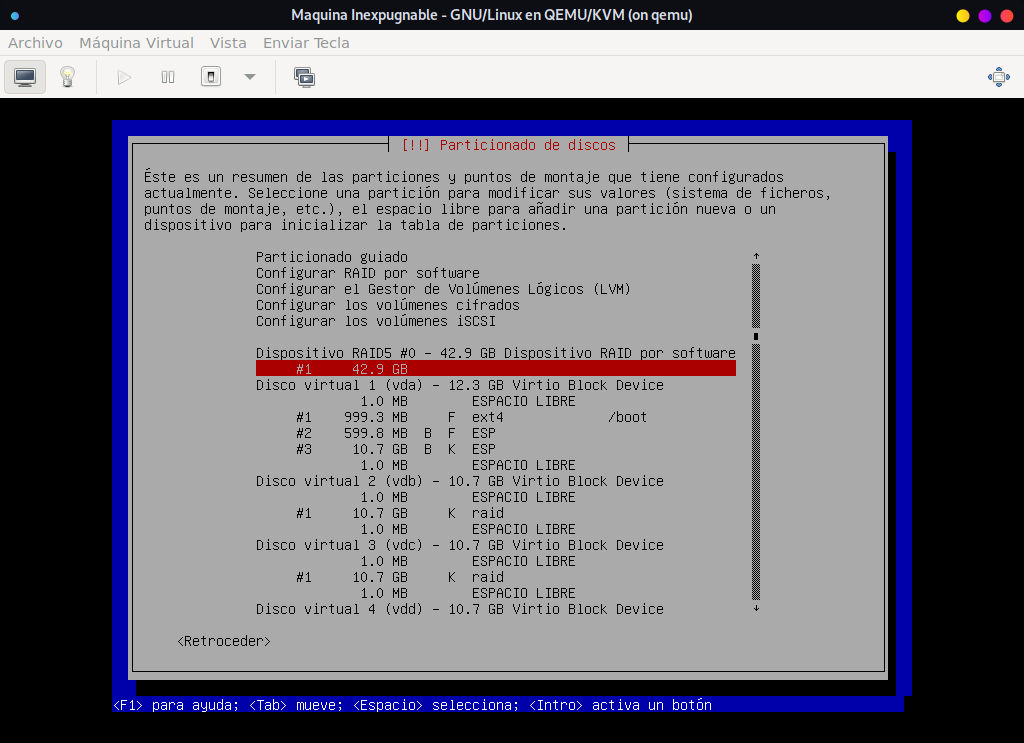 Maquina Inexpugnable - GNU/Linux en QEMU/KVM (on qemu)
Archivo Máquina Virtual Vista Enviar Tecla
[!!] Particionado de discos
Éste es un resumen de las particiones y puntos de montaje que tiene configurados
actualmente. Seleccione una partición para modificar sus valores (sistema de ficheros,
puntos de montaje, etc.), el espacio libre para añadir una partición nueva o un
dispositivo para inicializar la tabla de particiones.
Particionado guiado
Configurar RAID por software
Configurar el Gestor de Volúmenes Lógicos (LVM)
Configurar los volúmenes cifrados
Configurar los volúmenes iSCSI
Dispositivo RAID5 #0 – 42.9 GB Dispositivo RAID por software
#1 42.9 GB
Disco virtual 1 (vda) – 12.3 GB Virtio Block Device
1.0 MB ESPACIO LIBRE
#1 999.3 MB F ext4 /boot
#2 599.8 MB B F ESP
#3 10.7 GB B K ESP
1.0 MB ESPACIO LIBRE
Disco virtual 2 (vdb) – 10.7 GB Virtio Block Device
1.0 MB ESPACIO LIBRE
#1 10.7 GB K raid
1.0 MB ESPACIO LIBRE
Disco virtual 3 (vdc) – 10.7 GB Virtio Block Device
1.0 MB ESPACIO LIBRE
#1 10.7 GB K raid
1.0 MB ESPACIO LIBRE
Disco virtual 4 (vdd) – 10.7 GB Virtio Block Device
<Retroceder>
<F1> para ayuda; <Tab> mueve; <Espacio> selecciona; <Intro> activa un botón